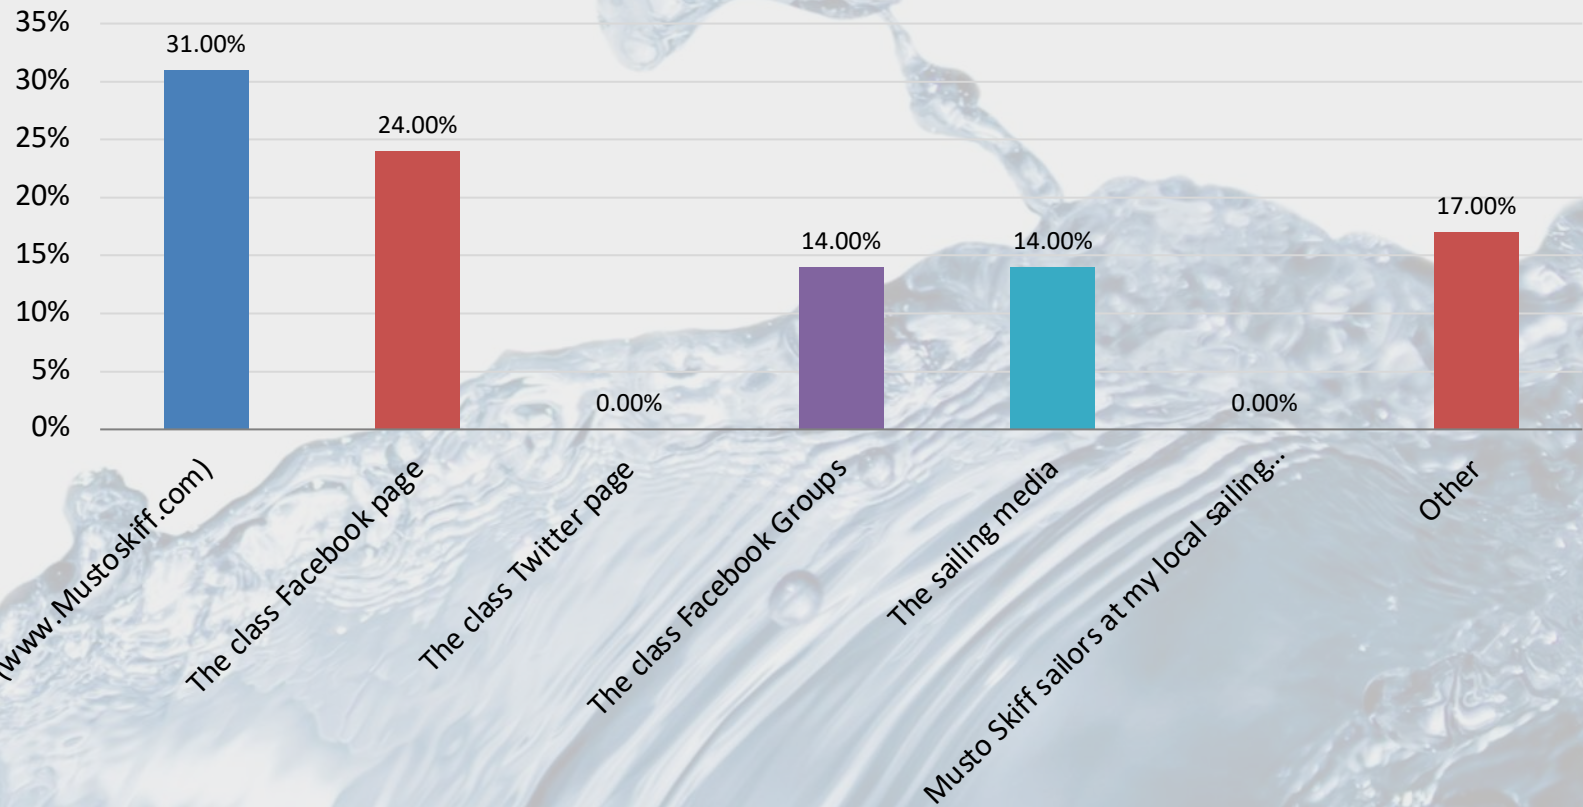 35%
30%
25%
20%
15%
10%
5%
0%
31.00%
24.00%
0.00%
14.00%
14.00%
0.00%
17.00%
(www.Mustoskiff.com)
The class Facebook page
The class Twitter page
The class Facebook Groups
The sailing media
Musto Skiff sailors at my local sailing...
Other